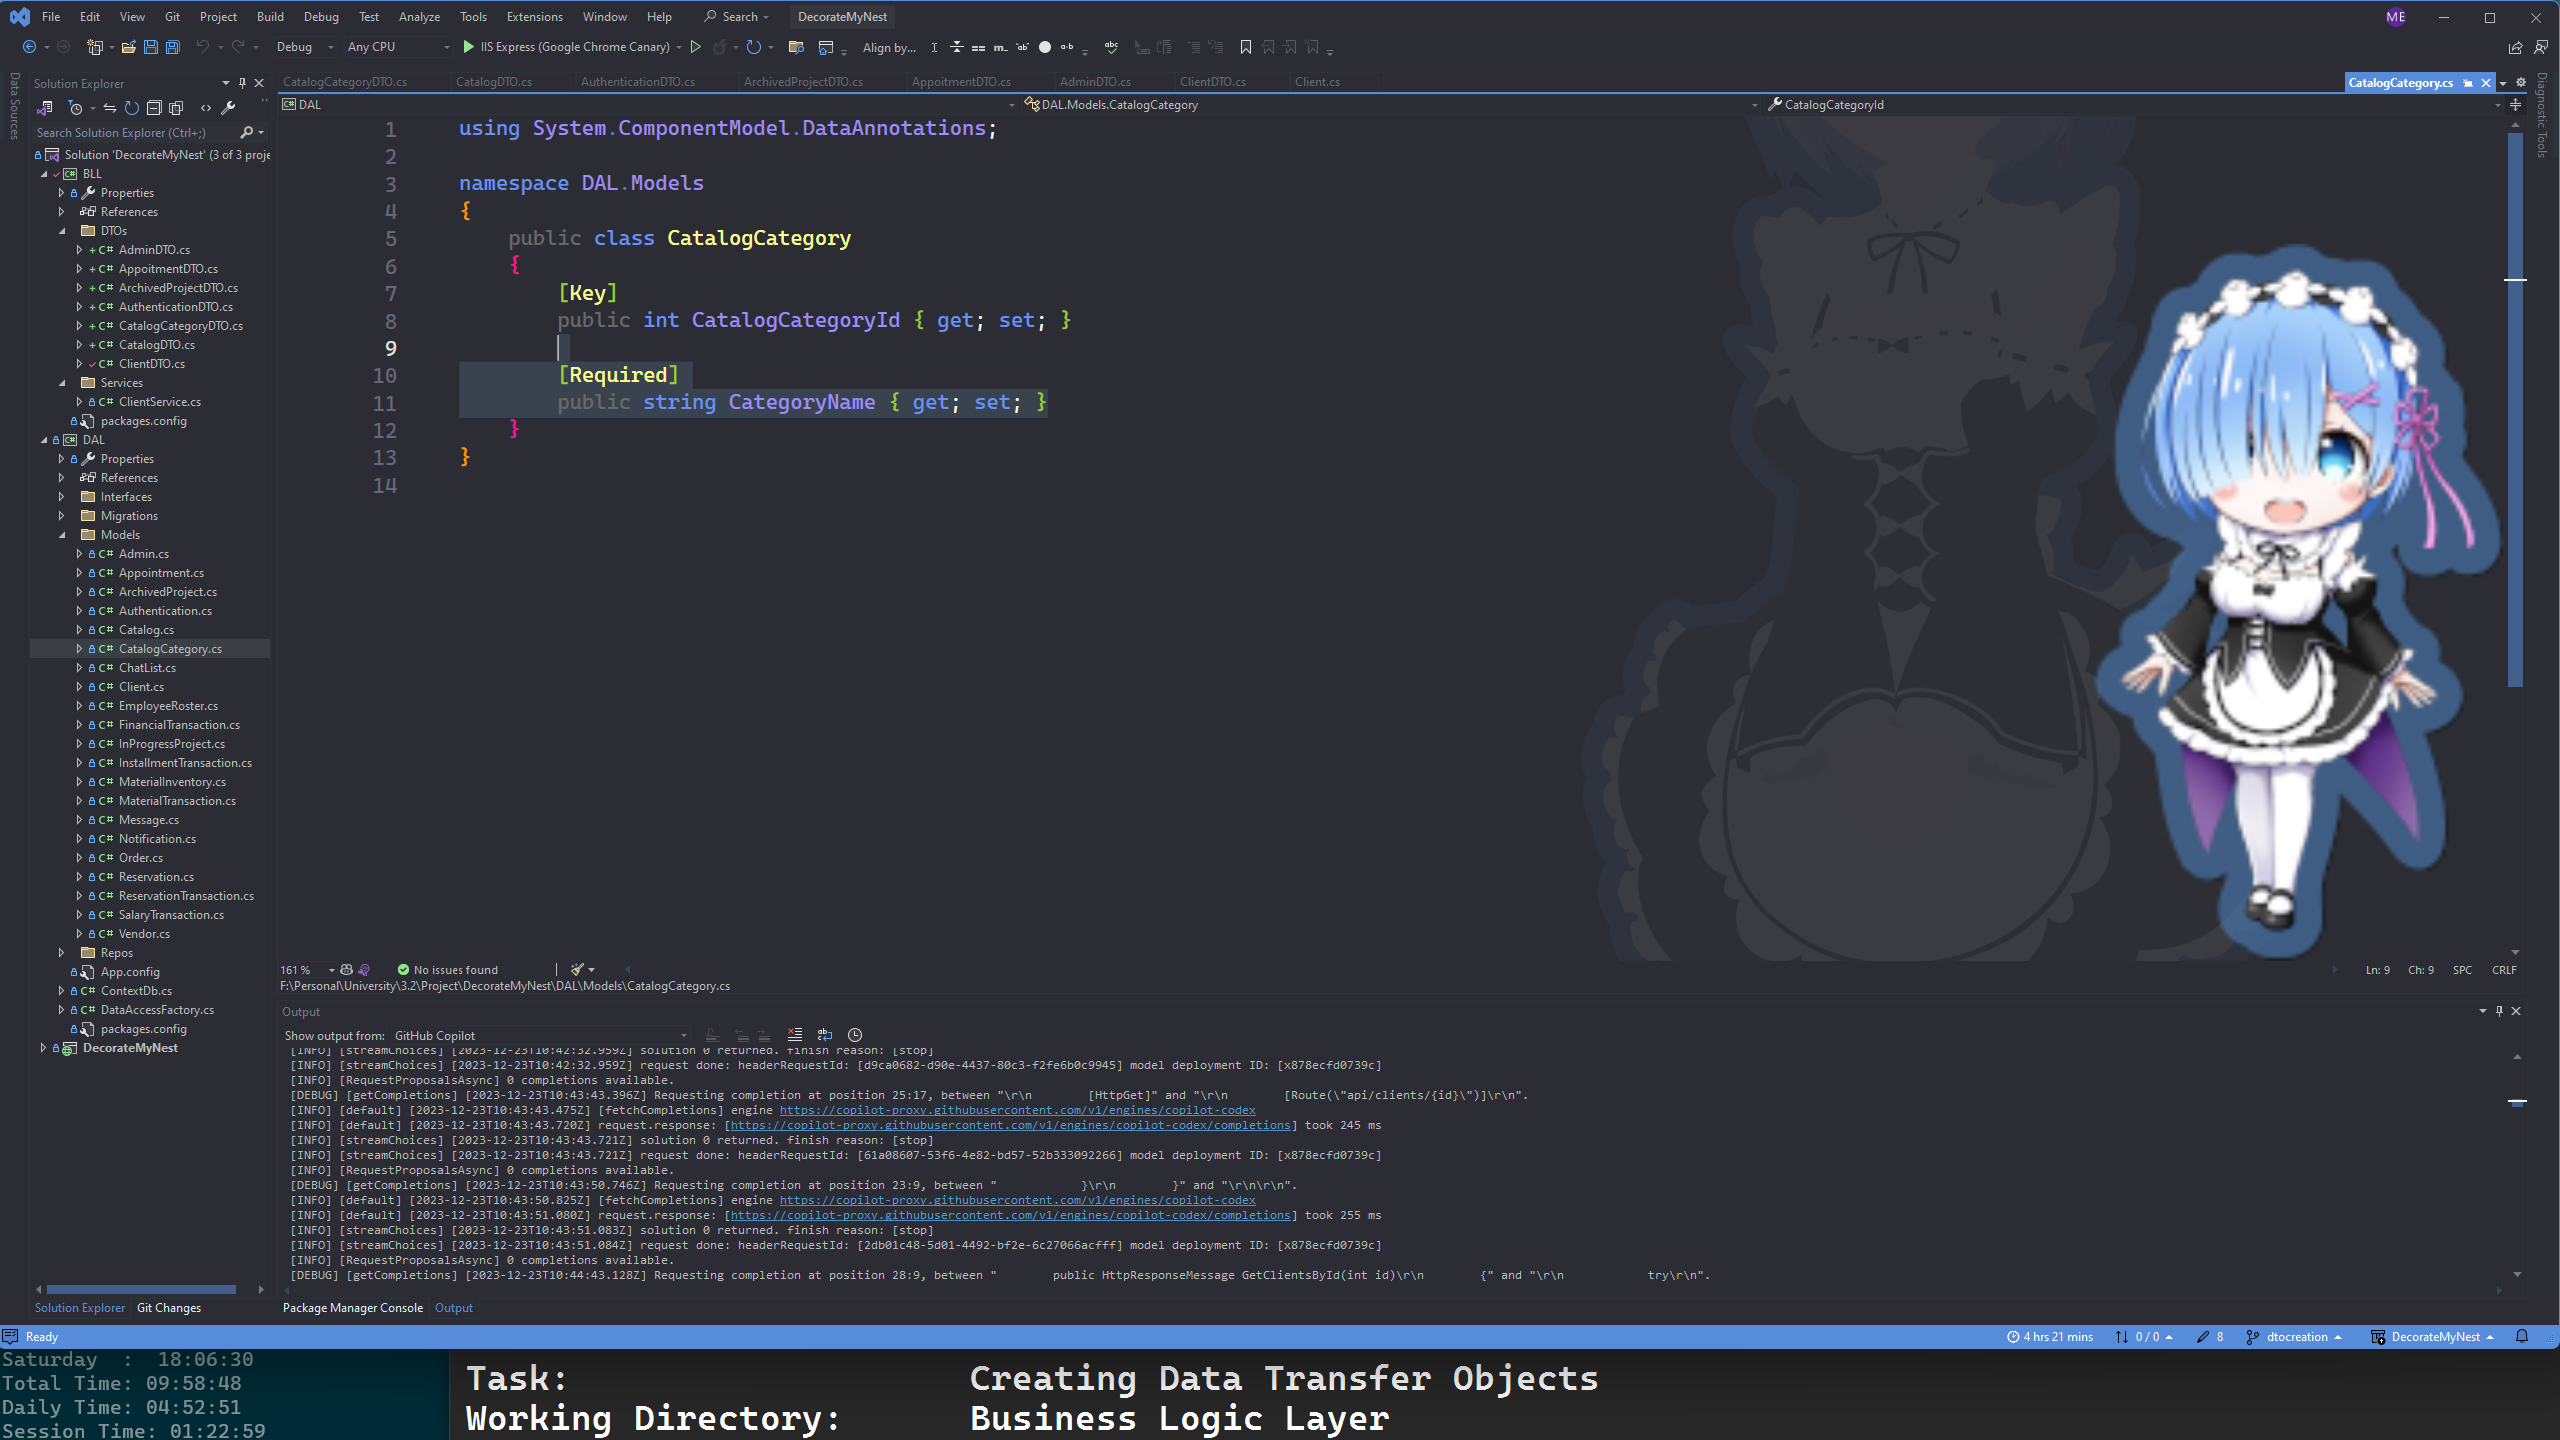 File Edit View Git Project Build Debug Test Analyze Tools Extensions Window Help Search DecorateMyNest ME
Debug Any CPU IIS Express (Google Chrome Canary) Align by...
Data Sources
Solution Explorer
Search Solution Explorer (Ctrl+;)
Solution 'DecorateMyNest' (3 of 3 proje
BLL
Properties
References
DTOs
C# AdminDTO.cs
C# AppoitmentDTO.cs
C# ArchivedProjectDTO.cs
C# AuthenticationDTO.cs
C# CatalogCategoryDTO.cs
C# CatalogDTO.cs
C# ClientDTO.cs
Services
C# ClientService.cs
packages.config
DAL
Properties
References
Interfaces
Migrations
Models
C# Admin.cs
C# Appointment.cs
C# ArchivedProject.cs
C# Authentication.cs
C# Catalog.cs
C# CatalogCategory.cs
C# ChatList.cs
C# Client.cs
C# EmployeeRoster.cs
C# FinancialTransaction.cs
C# InProgressProject.cs
C# InstallmentTransaction.cs
C# MaterialInventory.cs
C# MaterialTransaction.cs
C# Message.cs
C# Notification.cs
C# Order.cs
C# Reservation.cs
C# ReservationTransaction.cs
C# SalaryTransaction.cs
C# Vendor.cs
Repos
App.config
C# ContextDb.cs
C# DataAccessFactory.cs
packages.config
DecorateMyNest
Solution Explorer Git Changes
CatalogCategoryDTO.cs CatalogDTO.cs AuthenticationDTO.cs ArchivedProjectDTO.cs AppoitmentDTO.cs AdminDTO.cs ClientDTO.cs Client.cs CatalogCategory.cs
DAL DAL.Models.CatalogCategory CatalogCategoryId
Diagnostic Tools
1 using System.ComponentModel.DataAnnotations;
2
3 namespace DAL.Models
4 {
5 public class CatalogCategory
6 {
7 [Key]
8 public int CatalogCategoryId { get; set; }
9
10 [Required]
11 public string CategoryName { get; set; }
12 }
13 }
14
161 % No issues found Ln: 9 Ch: 9 SPC CRLF
F:\Personal\University\3.2\Project\DecorateMyNest\DAL\Models\CatalogCategory.cs
Output
Show output from: GitHub Copilot
[INFO] [streamChoices] [2023-12-23T10:42:32.959Z] solution 0 returned. finish reason: [stop]
[INFO] [streamChoices] [2023-12-23T10:42:32.959Z] request done: headerRequestId: [d9ca0682-d90e-4437-80c3-f2fe6b0c9945] model deployment ID: [x878ecfd0739c]
[INFO] [RequestProposalsAsync] 0 completions available.
[DEBUG] [getCompletions] [2023-12-23T10:43:43.396Z] Requesting completion at position 25:17, between "\r\n [HttpGet]" and "\r\n [Route(\"api/clients/{id}\")]\r\n".
[INFO] [default] [2023-12-23T10:43:43.475Z] [fetchCompletions] engine https://copilot-proxy.githubusercontent.com/v1/engines/copilot-codex
[INFO] [default] [2023-12-23T10:43:43.720Z] request.response: [https://copilot-proxy.githubusercontent.com/v1/engines/copilot-codex/completions] took 245 ms
[INFO] [streamChoices] [2023-12-23T10:43:43.721Z] solution 0 returned. finish reason: [stop]
[INFO] [streamChoices] [2023-12-23T10:43:43.721Z] request done: headerRequestId: [61a08607-53f6-4e82-bd57-52b333092266] model deployment ID: [x878ecfd0739c]
[INFO] [RequestProposalsAsync] 0 completions available.
[DEBUG] [getCompletions] [2023-12-23T10:43:50.746Z] Requesting completion at position 23:9, between " }\r\n }" and "\r\n\r\n".
[INFO] [default] [2023-12-23T10:43:50.825Z] [fetchCompletions] engine https://copilot-proxy.githubusercontent.com/v1/engines/copilot-codex
[INFO] [default] [2023-12-23T10:43:51.080Z] request.response: [https://copilot-proxy.githubusercontent.com/v1/engines/copilot-codex/completions] took 255 ms
[INFO] [streamChoices] [2023-12-23T10:43:51.083Z] solution 0 returned. finish reason: [stop]
[INFO] [streamChoices] [2023-12-23T10:43:51.084Z] request done: headerRequestId: [2db01c48-5d01-4492-bf2e-6c27066acfff] model deployment ID: [x878ecfd0739c]
[INFO] [RequestProposalsAsync] 0 completions available.
[DEBUG] [getCompletions] [2023-12-23T10:44:43.128Z] Requesting completion at position 28:9, between " public HttpResponseMessage GetClientsById(int id)\r\n {" and "\r\n try\r\n".
Package Manager Console Output
Ready 4 hrs 21 mins 0 / 0 8 dtocreation DecorateMyNest
Saturday : 18:06:30
Total Time: 09:58:48
Daily Time: 04:52:51
Session Time: 01:22:59
Task: Creating Data Transfer Objects
Working Directory: Business Logic Layer